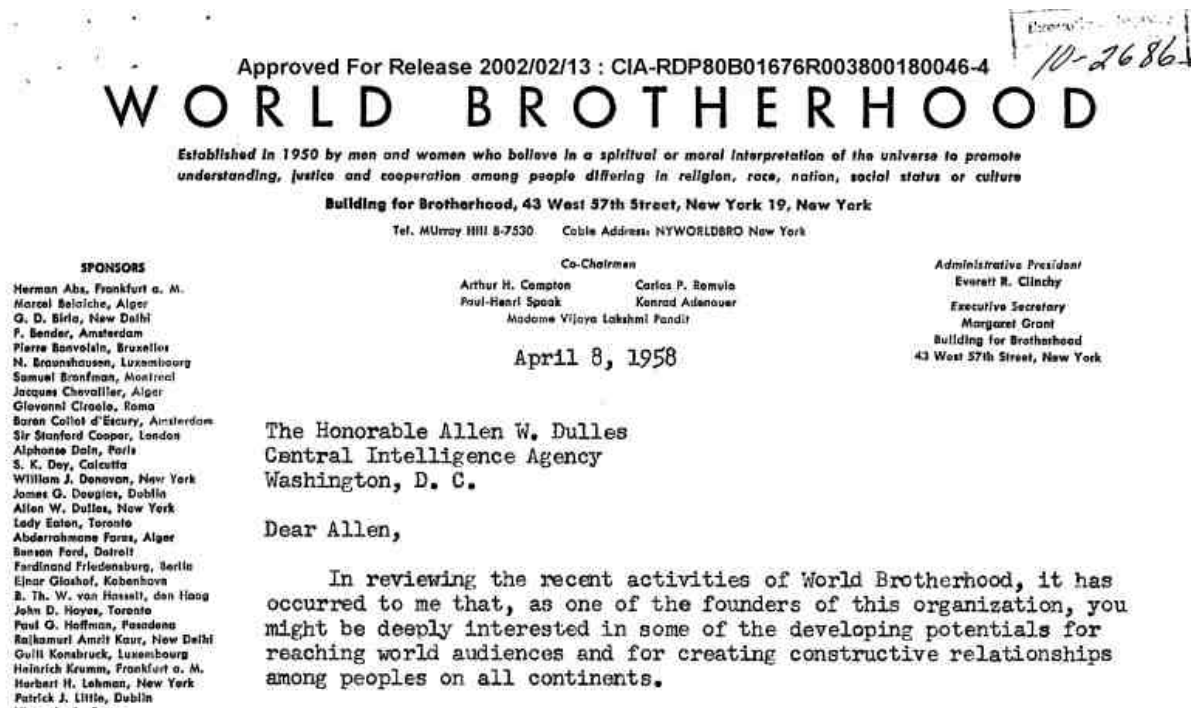 10-2686
Approved For Release 2002/02/13 : CIA-RDP80B01676R003800180046-4
WORLD BROTHERHOOD
Established in 1950 by men and women who believe in a spiritual or moral interpretation of the universe to promote
understanding, justice and cooperation among people differing in religion, race, nation, social status or culture
Building for Brotherhood, 43 West 57th Street, New York 19, New York
Tel. MUrray Hill 8-7530 Cable Address: NYWORLDBRO New York
SPONSORS
Herman Abs, Frankfurt a. M.
Marcel Belaiche, Alger
G. D. Birla, New Delhi
F. Bender, Amsterdam
Pierre Bonvoisin, Bruxelles
N. Braunshausen, Luxembourg
Samuel Bronfman, Montreal
Jacques Chevallier, Alger
Giovanni Ciraolo, Roma
Baron Collot d'Escury, Amsterdam
Sir Stanford Cooper, London
Alphonse Dain, Paris
S. K. Dey, Calcutta
William J. Donovan, New York
James G. Douglas, Dublin
Allen W. Dulles, New York
Lady Eaton, Toronto
Abderrahmane Fares, Alger
Benson Ford, Detroit
Ferdinand Friedensburg, Berlin
Ejnar Gloshof, Kobenhavn
B. Th. W. van Hasselt, den Haag
John D. Hayes, Toronto
Paul G. Hoffman, Pasadena
Rajkamuri Amrit Kaur, New Delhi
Guill Konsbruck, Luxembourg
Heinrich Krumm, Frankfurt a. M.
Herbert H. Lehman, New York
Patrick J. Little, Dublin
Co-Chairmen
Arthur H. Compton Carlos P. Romulo
Paul-Henri Spaak Konrad Adenauer
Madame Vijaya Lakshmi Pandit
Administrative President
Everett R. Clinchy
Executive Secretary
Margaret Grant
Building for Brotherhood
43 West 57th Street, New York
April 8, 1958
The Honorable Allen W. Dulles
Central Intelligence Agency
Washington, D. C.
Dear Allen,
In reviewing the recent activities of World Brotherhood, it has
occurred to me that, as one of the founders of this organization, you
might be deeply interested in some of the developing potentials for
reaching world audiences and for creating constructive relationships
among peoples on all continents.